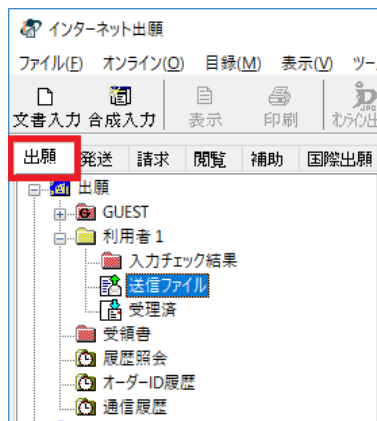 インターネット出願
ファイル(F) オンライン(O) 目録(M) 表示(V) ツー
文書入力 合成入力 表示 印刷
JPO
出願 発送 請求 閲覧 補助 国際出願
出願
GUEST
利用者1
入力チェック結果
送信ファイル
受理済
受領書
履歴照会
オーダーID履歴
通信履歴